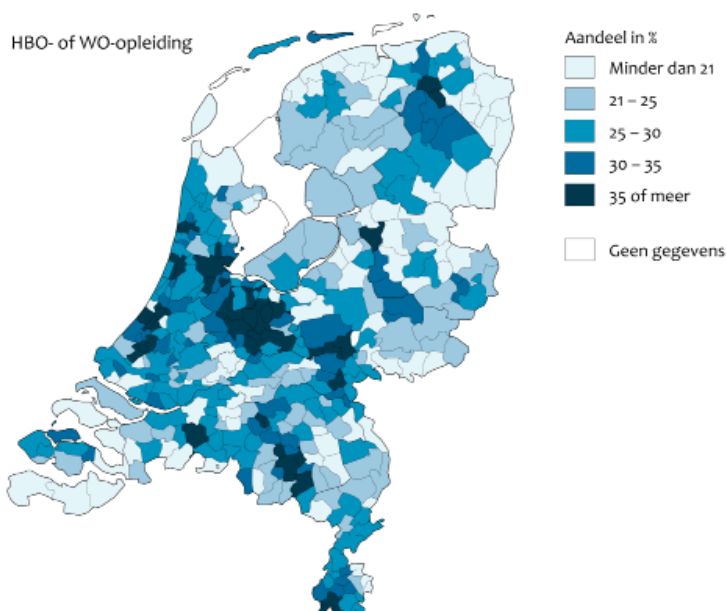 HBO- of WO-opleiding
Aandeel in %
Minder dan 21
21 – 25
25 – 30
30 – 35
35 of meer
Geen gegevens